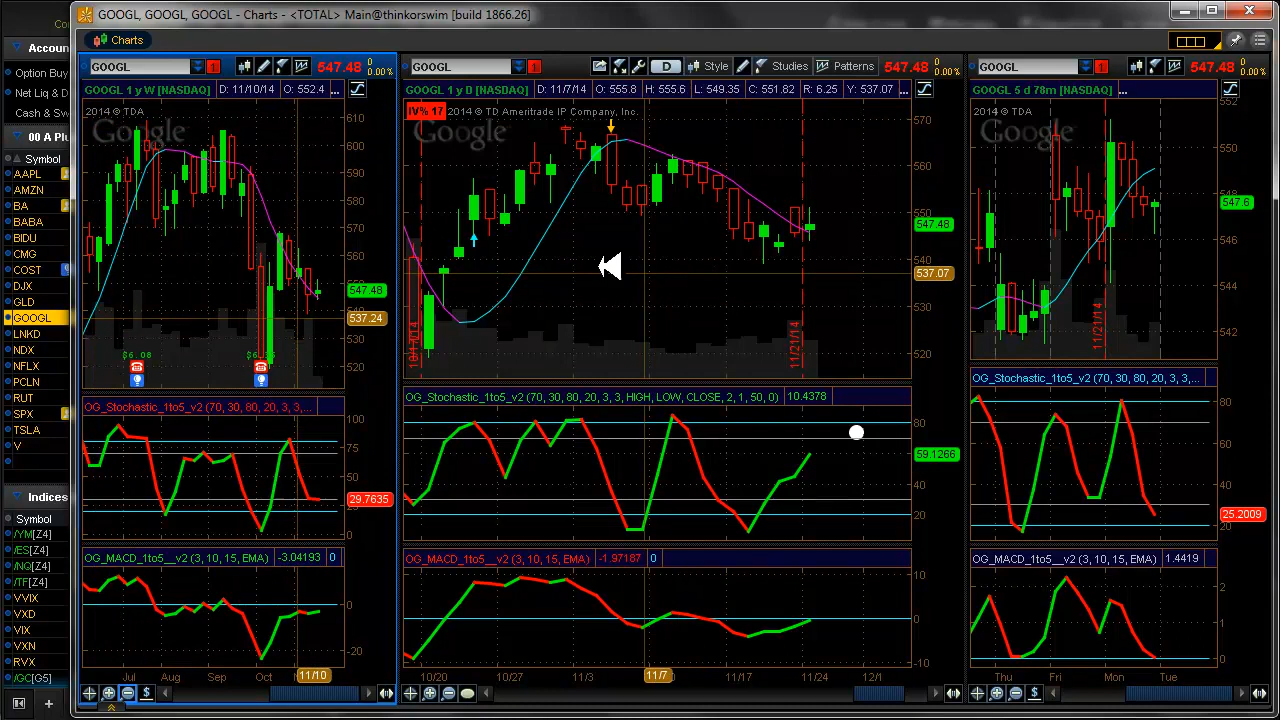 GOOGL, GOOGL, GOOGL - Charts - <TOTAL> Main@thinkorswim [build 1866.26]
Charts
Accoun
Option Buy
Net Liq & D
Cash & Sw
00 A Plu
Symbol
AAPL
AMZN
BA
BABA
BIDU
CMG
COST
DJX
GLD
GOOGL
LNKD
NDX
NFLX
PCLN
RUT
SPX
TSLA
V
Indices
Symbol
/YM[Z4]
/ES[Z4]
/NQ[Z4]
/TF[Z4]
VVIX
VXD
VIX
VXN
RVX
/GC[G5]
GOOGL 1 547.48 0.00%
GOOGL 1 y W [NASDAQ] D: 11/10/14 O: 552.4 ...
2014 © TDA
Google
610
600
590
580
570
560
547.48
537.24
530
520
$6.08
OG_Stochastic_1to5_v2 (70, 30, 80, 20, 3, 3,...
100
75
50
29.7635
0
OG_MACD_1to5__v2 (3, 10, 15, EMA) -3.04193 0
0
-20
Jul Aug Sep Oct 11/10
GOOGL 1 D Style Studies Patterns 547.48 0.00%
GOOGL 1 y D [NASDAQ] D: 11/7/14 O: 555.8 H: 555.6 L: 549.35 C: 551.82 R: 6.25 Y: 537.07 ...
IV% 17 2014 © TD Ameritrade IP Company, Inc.
Google
570
560
550
547.48
540
537.07
530
520
10/17/14
11/21/14
OG_Stochastic_1to5_v2 (70, 30, 80, 20, 3, 3, HIGH, LOW, CLOSE, 2, 1, 50, 0) 10.4378
80
59.1266
40
20
OG_MACD_1to5__v2 (3, 10, 15, EMA) -1.97187 0
10
0
-10
10/20 10/27 11/3 11/7 11/24 12/1
GOOGL 1 547.48 0.00%
GOOGL 5 d 78m [NASDAQ] ...
2014 © TDA
Google
552
550
547.6
546
544
542
11/21/14
OG_Stochastic_1to5_v2 (70, 30, 80, 20, 3, 3,...
80
60
40
25.2009
20
OG_MACD_1to5__v2 (3, 10, 15, EMA) 1.4419
2
1
0
Thu Fri Mon Tue